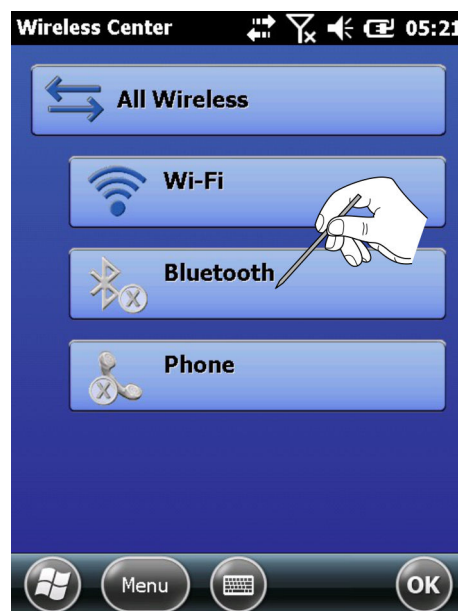 Wireless Center 05:21
All Wireless
Wi-Fi
Bluetooth
X
Phone
X
Menu
OK